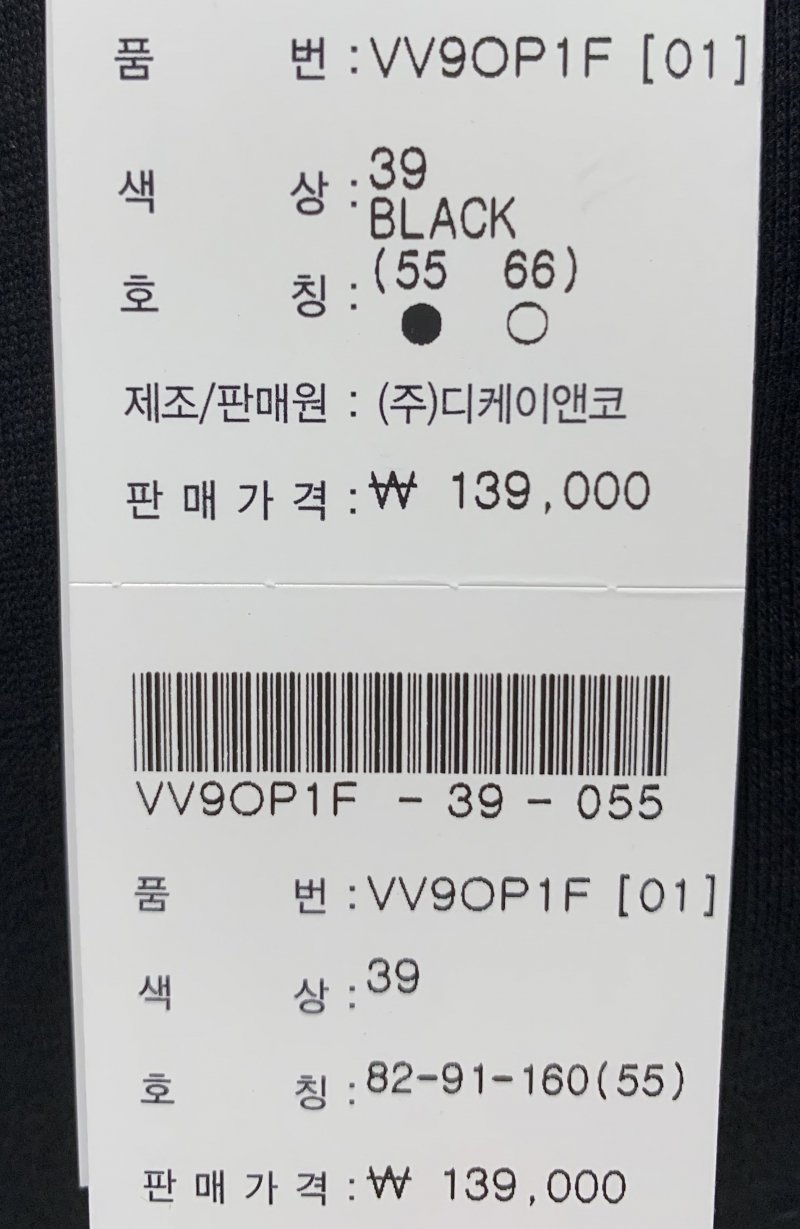 품 번 : VV9OP1F [01]
색 상 : 39
BLACK
호 칭 : (55 66)
● ○
제조/판매원 : (주)디케이앤코
판 매 가 격 : ₩ 139,000
VV9OP1F - 39 - 055
품 번 : VV9OP1F [01]
색 상 : 39
호 칭 : 82-91-160(55)
판 매 가 격 : ₩ 139,000